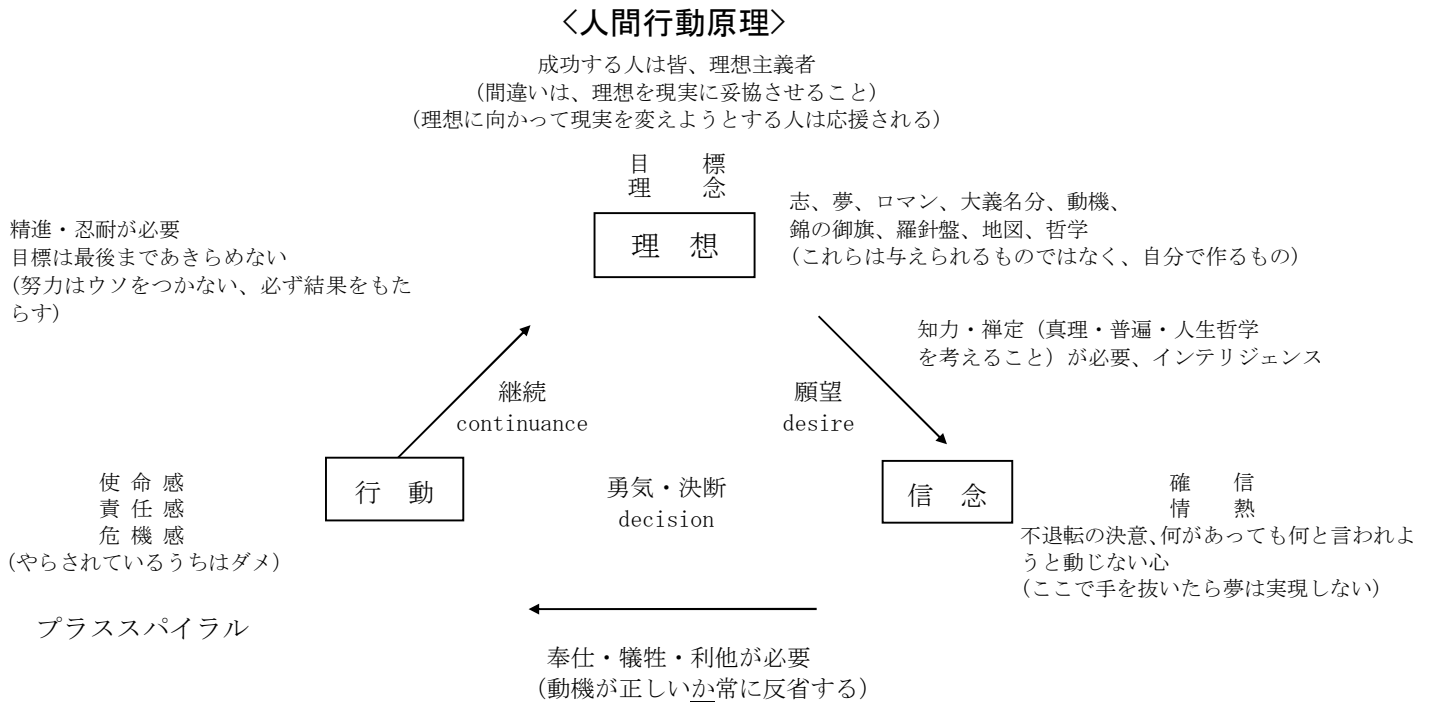 <人間行動原理>
成功する人は皆、理想主義者
(間違いは、理想を現実に妥協させること)
(理想に向かって現実を変えようとする人は応援される)
目　標
理　念
理 想
志、夢、ロマン、大義名分、動機、
錦の御旗、羅針盤、地図、哲学
(これらは与えられるものではなく、自分で作るもの)
精進・忍耐が必要
目標は最後まであきらめない
(努力はウソをつかない、必ず結果をもた
らす)
知力・禅定（真理・普遍・人生哲学
を考えること）が必要、インテリジェンス
継続
continuance
願望
desire
行 動
勇気・決断
decision
信 念
使 命 感
責 任 感
危 機 感
(やらされているうちはダメ)
確　信
情　熱
不退転の決意、何があっても何と言われよ
うと動じない心
(ここで手を抜いたら夢は実現しない)
プラススパイラル
奉仕・犠牲・利他が必要
(動機が正しいか常に反省する)